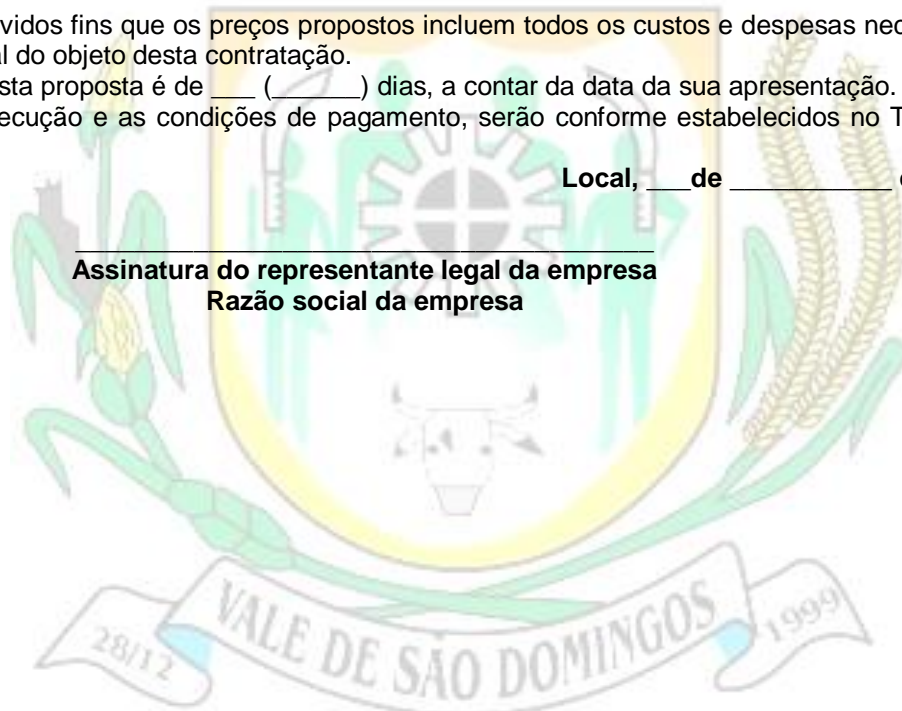 vidos fins que os preços propostos incluem todos os custos e despesas nec
al do objeto desta contratação.
sta proposta é de ___ (______) dias, a contar da data da sua apresentação.
ecução e as condições de pagamento, serão conforme estabelecidos no T
Local, ___de ___________
_______________________________________
Assinatura do representante legal da empresa
Razão social da empresa
28/12 VALE DE SÃO DOMINGOS 1999